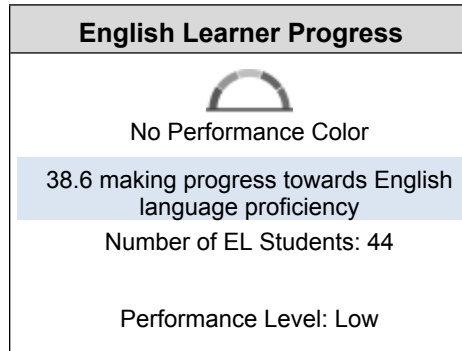 English Learner Progress
No Performance Color
38.6 making progress towards English
language proficiency
Number of EL Students: 44
Performance Level: Low